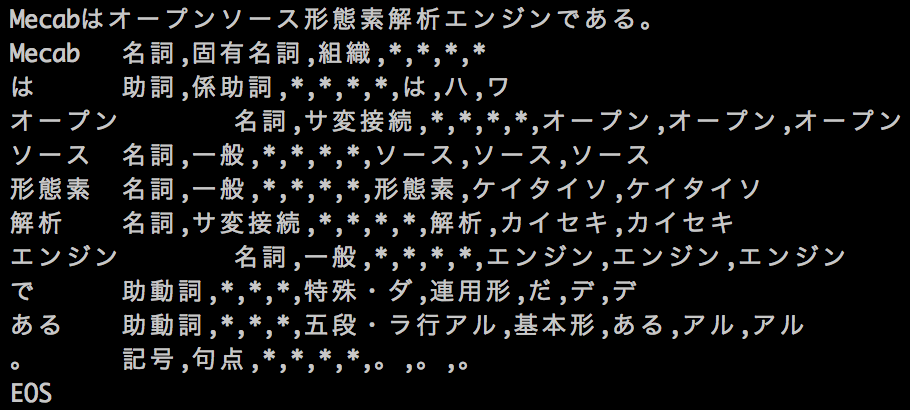 Mecabはオープンソース形態素解析エンジンである。
Mecab	名詞,固有名詞,組織,*,*,*,*
は	助詞,係助詞,*,*,*,*,は,ハ,ワ
オープン	名詞,サ変接続,*,*,*,*,オープン,オープン,オープン
ソース	名詞,一般,*,*,*,*,ソース,ソース,ソース
形態素	名詞,一般,*,*,*,*,形態素,ケイタイソ,ケイタイソ
解析	名詞,サ変接続,*,*,*,*,解析,カイセキ,カイセキ
エンジン	名詞,一般,*,*,*,*,エンジン,エンジン,エンジン
で	助動詞,*,*,*,特殊・ダ,連用形,だ,デ,デ
ある	助動詞,*,*,*,五段・ラ行アル,基本形,ある,アル,アル
。	記号,句点,*,*,*,*,。,。,。
EOS